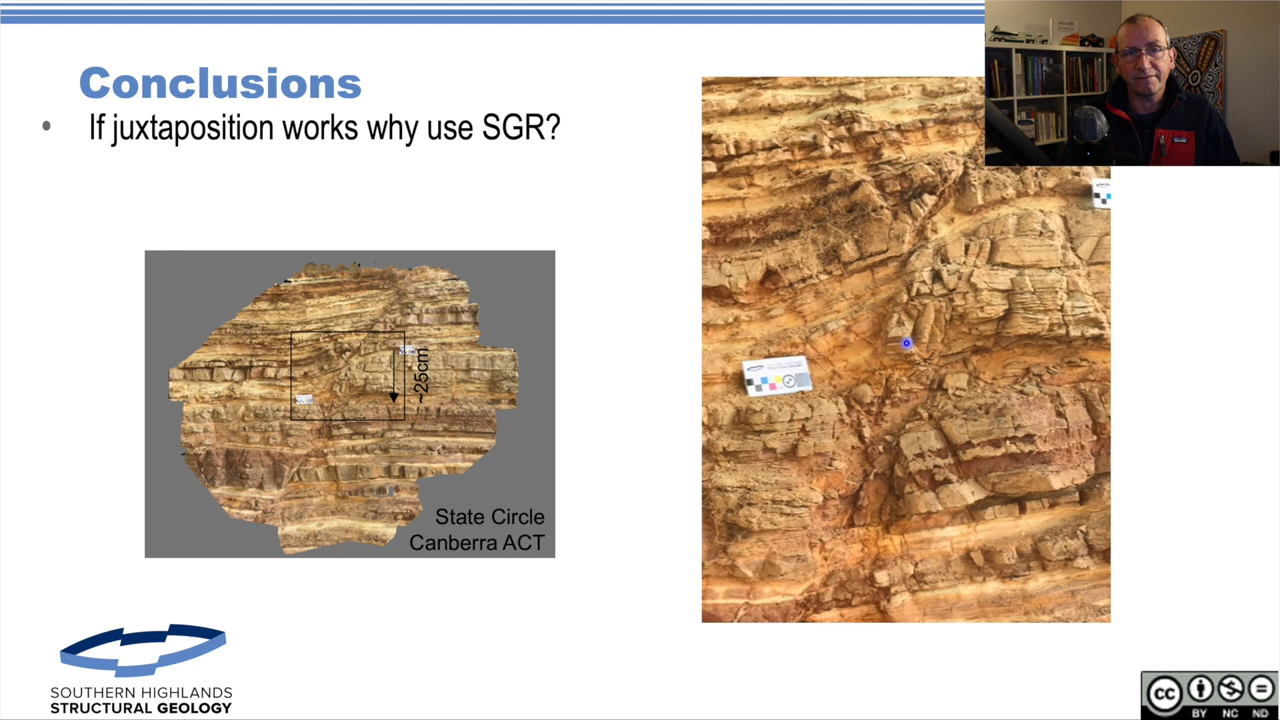 Conclusions
• If juxtaposition works why use SGR?
~25cm
State Circle
Canberra ACT
SOUTHERN HIGHLANDS
STRUCTURAL GEOLOGY
CC BY NC ND